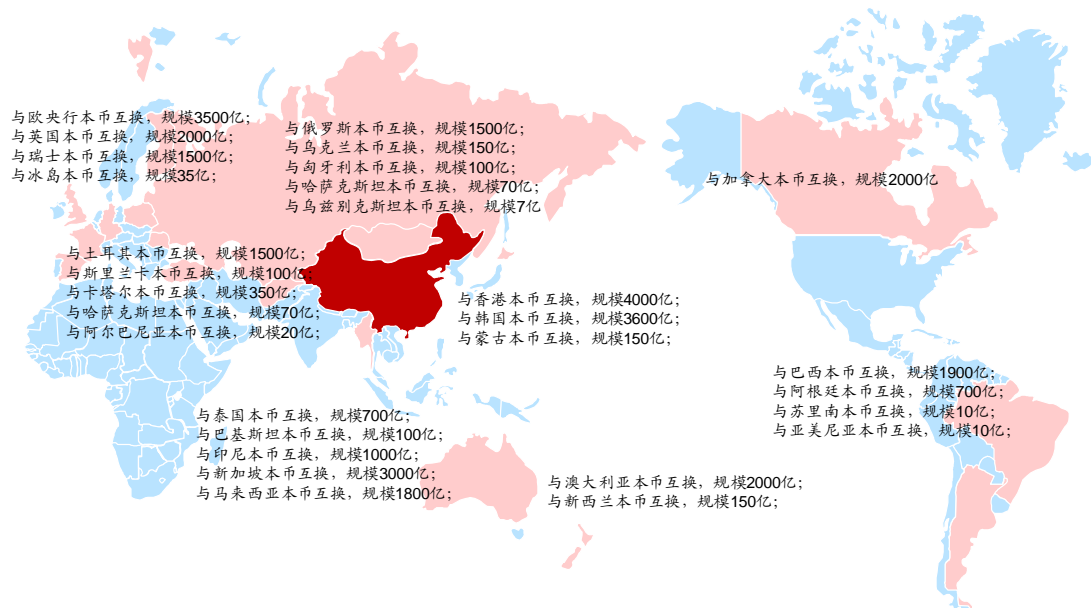 与欧央行本币互换，规模3500亿；
与英国本币互换，规模2000亿；
与瑞士本币互换，规模1500亿；
与冰岛本币互换，规模35亿；
与俄罗斯本币互换，规模1500亿；
与乌克兰本币互换，规模150亿；
与匈牙利本币互换，规模100亿；
与哈萨克斯坦本币互换，规模70亿；
与乌兹别克斯坦本币互换，规模7亿
与加拿大本币互换，规模2000亿
与土耳其本币互换，规模1500亿；
与斯里兰卡本币互换，规模100亿；
与卡塔尔本币互换，规模350亿；
与哈萨克斯坦本币互换，规模70亿；
与阿尔巴尼亚本币互换，规模20亿；
与香港本币互换，规模4000亿；
与韩国本币互换，规模3600亿；
与蒙古本币互换，规模150亿；
与巴西本币互换，规模1900亿；
与阿根廷本币互换，规模700亿；
与苏里南本币互换，规模10亿；
与亚美尼亚本币互换，规模10亿；
与泰国本币互换，规模700亿；
与巴基斯坦本币互换，规模100亿；
与印尼本币互换，规模1000亿；
与新加坡本币互换，规模3000亿；
与马来西亚本币互换，规模1800亿；
与澳大利亚本币互换，规模2000亿；
与新西兰本币互换，规模150亿；